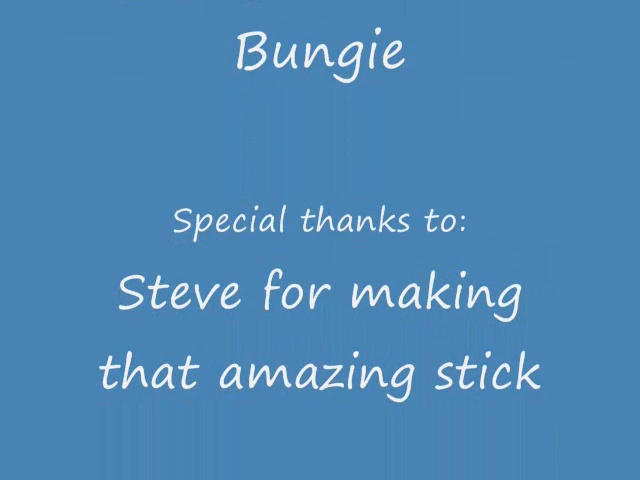 Bungie
Special thanks to:
Steve for making
that amazing stick